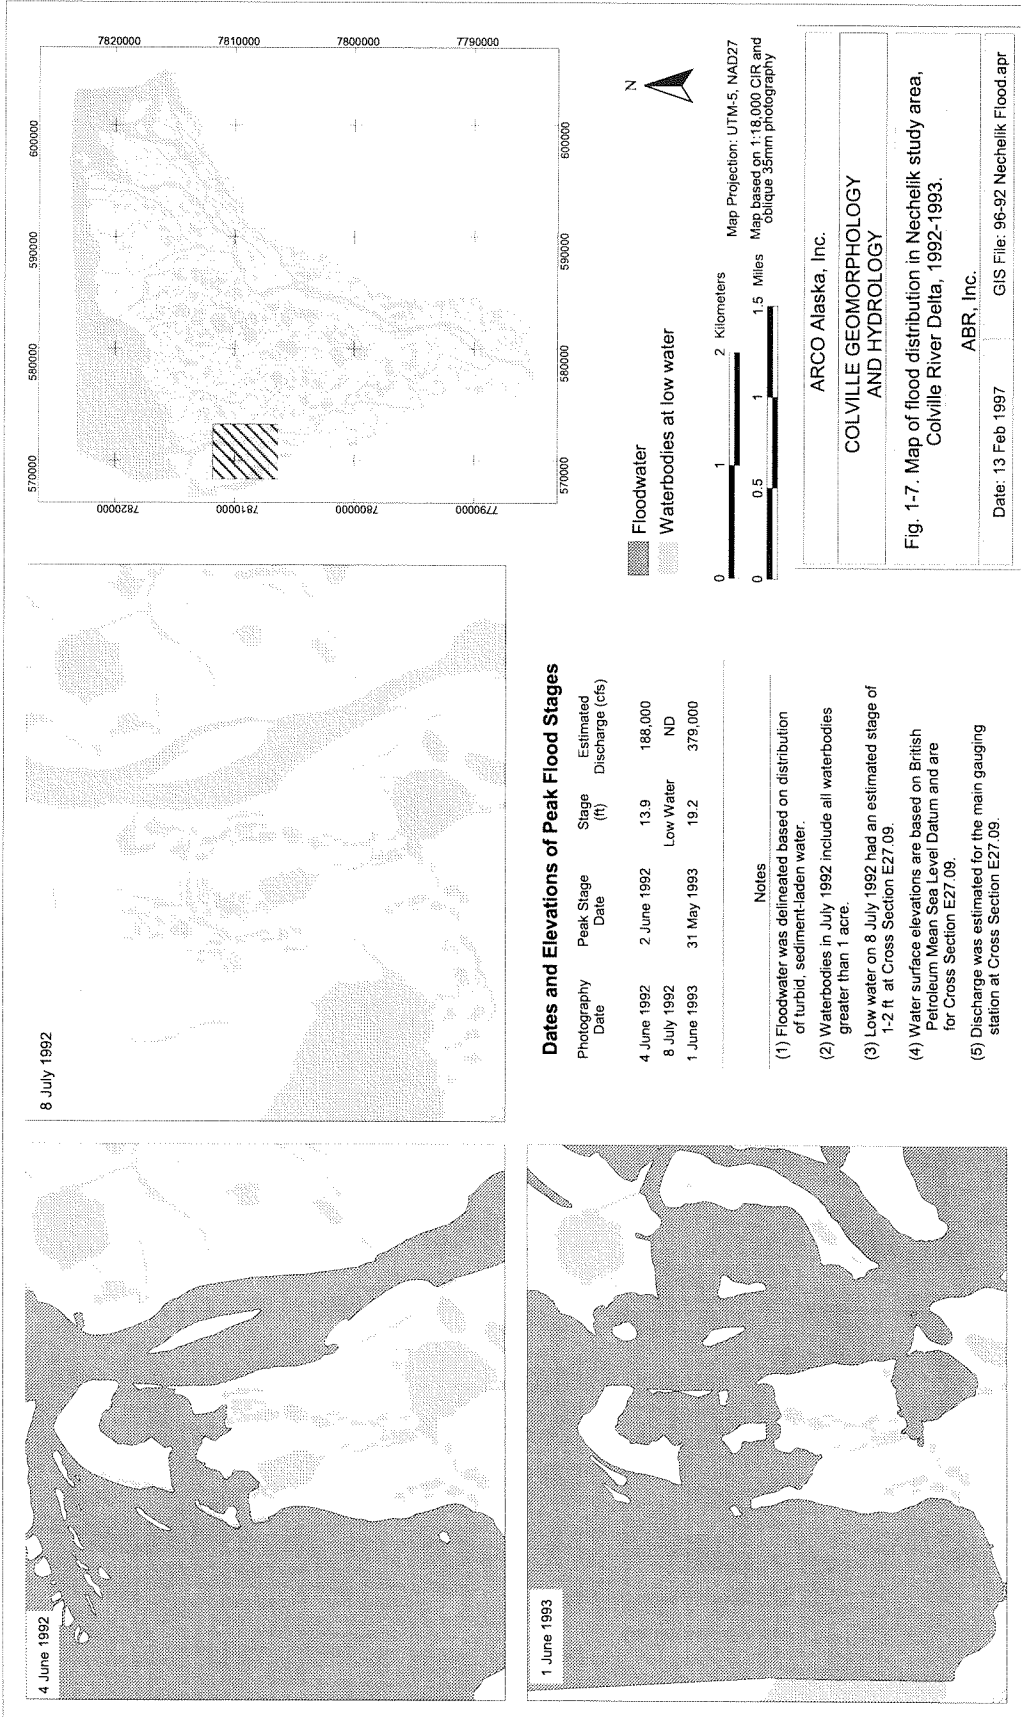 4 June 1992
8 July 1992
570000 580000 590000 600000
7820000 7820000
7810000 7810000
7800000 7800000
7790000 7790000
570000 580000 590000 600000
1 June 1993
Dates and Elevations of Peak Flood Stages
Photography Date Peak Stage Date Stage (ft) Estimated Discharge (cfs)
4 June 1992 2 June 1992 13.9 188,000
8 July 1992 Low Water ND
1 June 1993 31 May 1993 19.2 379,000
Notes
(1) Floodwater was delineated based on distribution
of turbid, sediment-laden water.
(2) Waterbodies in July 1992 include all waterbodies
greater than 1 acre.
(3) Low water on 8 July 1992 had an estimated stage of
1-2 ft at Cross Section E27.09.
(4) Water surface elevations are based on British
Petroleum Mean Sea Level Datum and are
for Cross Section E27.09.
(5) Discharge was estimated for the main gauging
station at Cross Section E27.09.
Floodwater
Waterbodies at low water
N
0 1 2 Kilometers
0 0.5 1 1.5 Miles
Map Projection: UTM-5, NAD27
Map based on 1:18,000 CIR and
oblique 35mm photography
ARCO Alaska, Inc.
COLVILLE GEOMORPHOLOGY
AND HYDROLOGY
Fig. 1-7. Map of flood distribution in Nechelik study area,
Colville River Delta, 1992-1993.
ABR, Inc.
Date: 13 Feb 1997 GIS File: 96-92 Nechelik Flood.apr